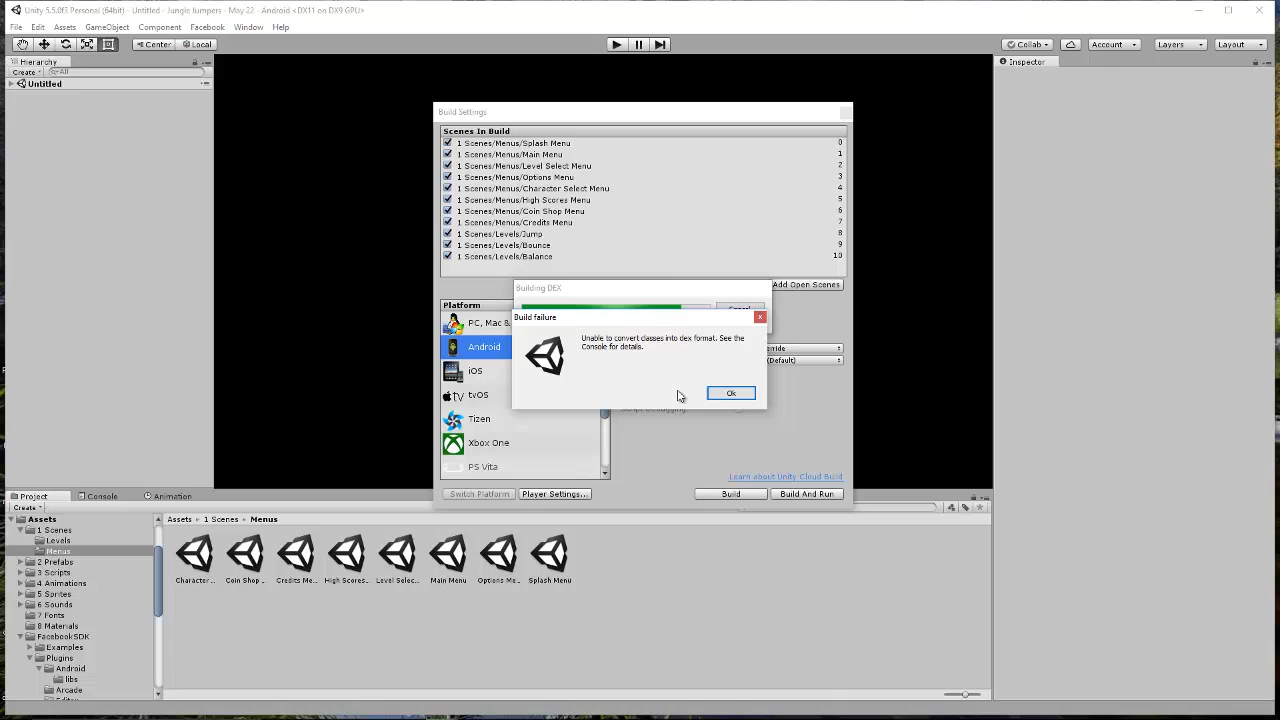 Unity 5.5.0f3 Personal (64bit) - Untitled - Jungle Jumpers - May 22 - Android <DX11 on DX9 GPU>
File Edit Assets GameObject Component Facebook Window Help
Center Local Collab Account Layers Layout
Hierarchy Inspector
Create All
Untitled
Build Settings
Scenes In Build
1 Scenes/Menus/Splash Menu 0
1 Scenes/Menus/Main Menu 1
1 Scenes/Menus/Level Select Menu 2
1 Scenes/Menus/Options Menu 3
1 Scenes/Menus/Character Select Menu 4
1 Scenes/Menus/High Scores Menu 5
1 Scenes/Menus/Coin Shop Menu 6
1 Scenes/Menus/Credits Menu 7
1 Scenes/Levels/Jump 8
1 Scenes/Levels/Bounce 9
1 Scenes/Levels/Balance 10
Add Open Scenes
Building DEX
Platform
Build failure
Unable to convert classes into dex format. See the
Console for details.
Ok
PC, Mac &
Android
iOS
tvOS
Tizen
Xbox One
PS Vita
(Default)
Learn about Unity Cloud Build
Switch Platform Player Settings... Build Build And Run
Project Console Animation
Create
Assets
1 Scenes
Levels
Menus
2 Prefabs
3 Scripts
4 Animations
5 Sprites
6 Sounds
7 Fonts
8 Materials
FacebookSDK
Examples
Plugins
Android
libs
Arcade
Assets 1 Scenes Menus
Character ... Coin Shop ... Credits Me... High Scores... Level Selec... Main Menu Options Me... Splash Menu